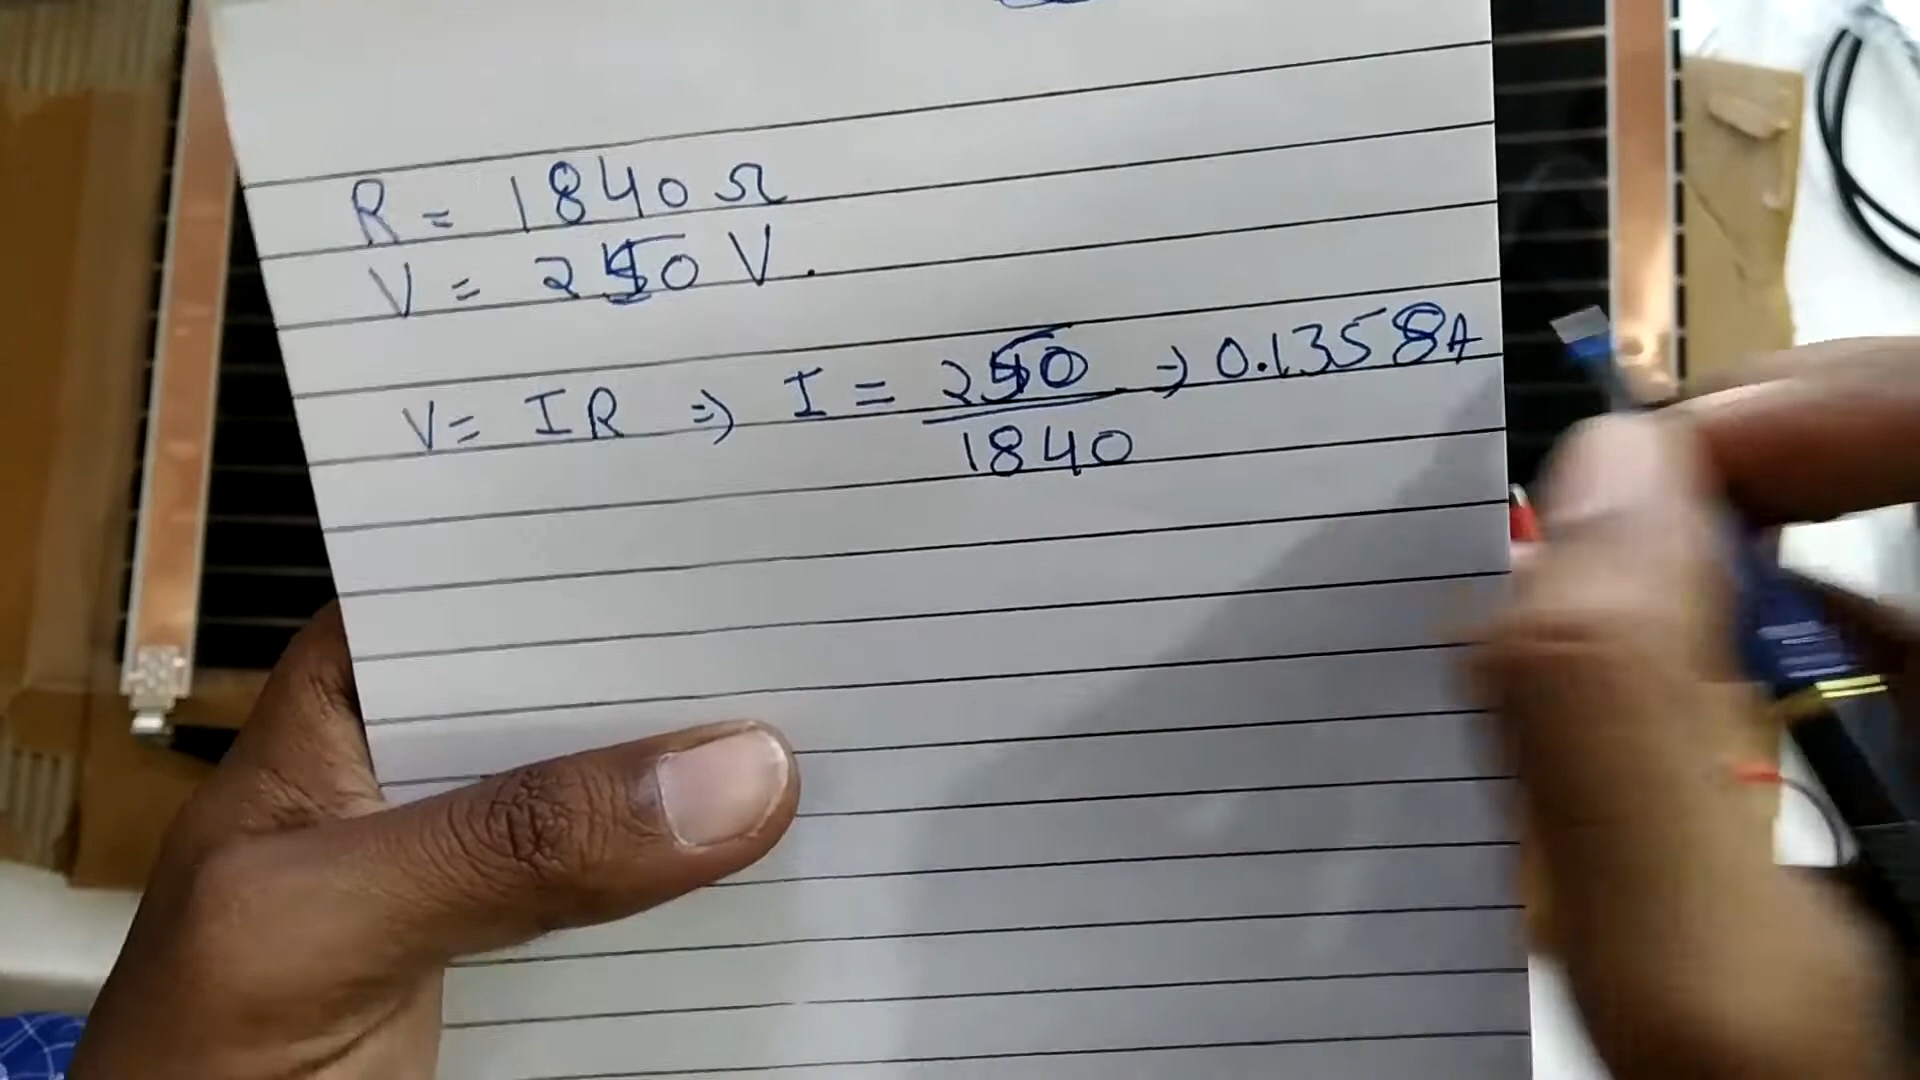 R = 1840 Ω
V = 250 V.
V = IR ⇒ I = 250/1840 ⇒ 0.1358A